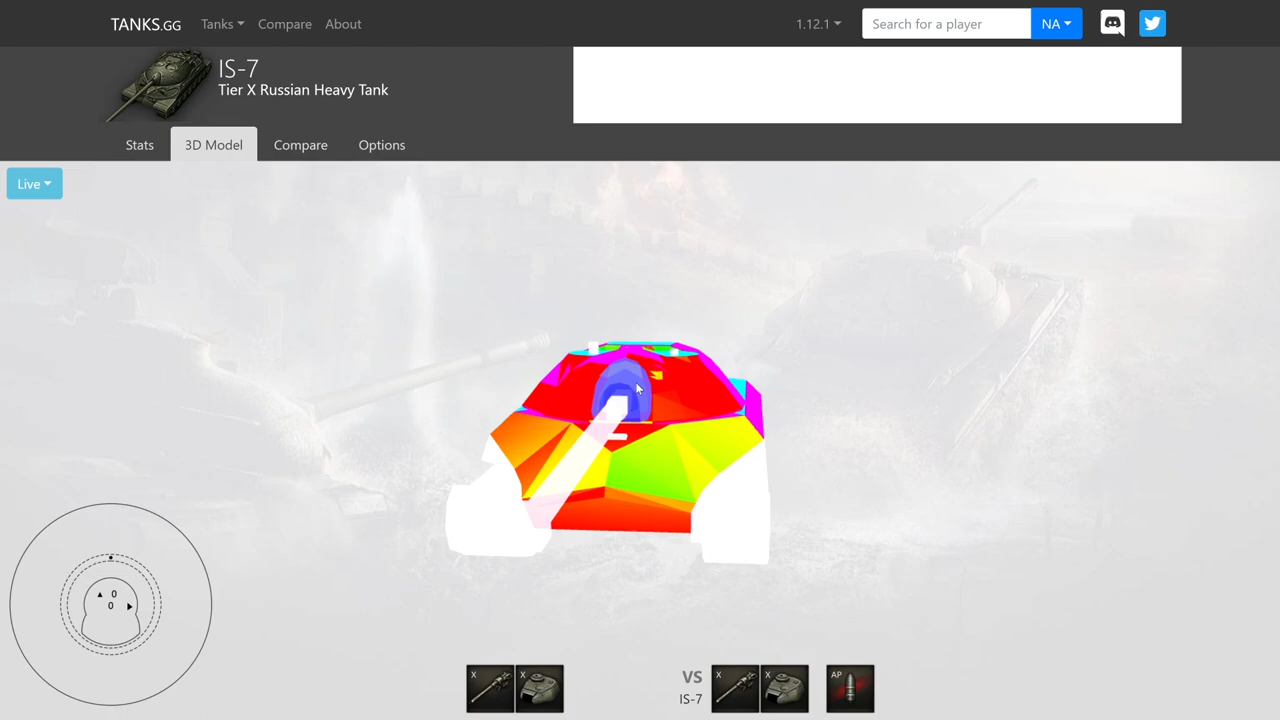 TANKS.GG Tanks Compare About 1.12.1 Search for a player NA
IS-7
Tier X Russian Heavy Tank
Stats 3D Model Compare Options
Live
0
0
X X VS X X AP
IS-7